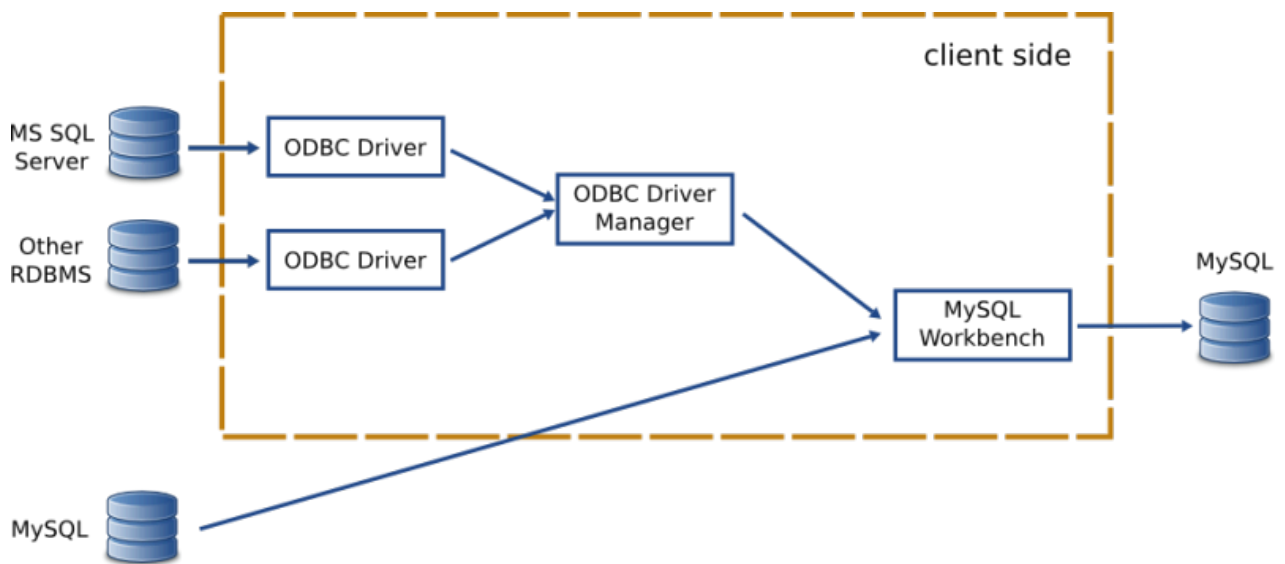 client side
MS SQL
Server
ODBC Driver
ODBC Driver
Manager
Other
RDBMS
ODBC Driver
MySQL
Workbench
MySQL
MySQL